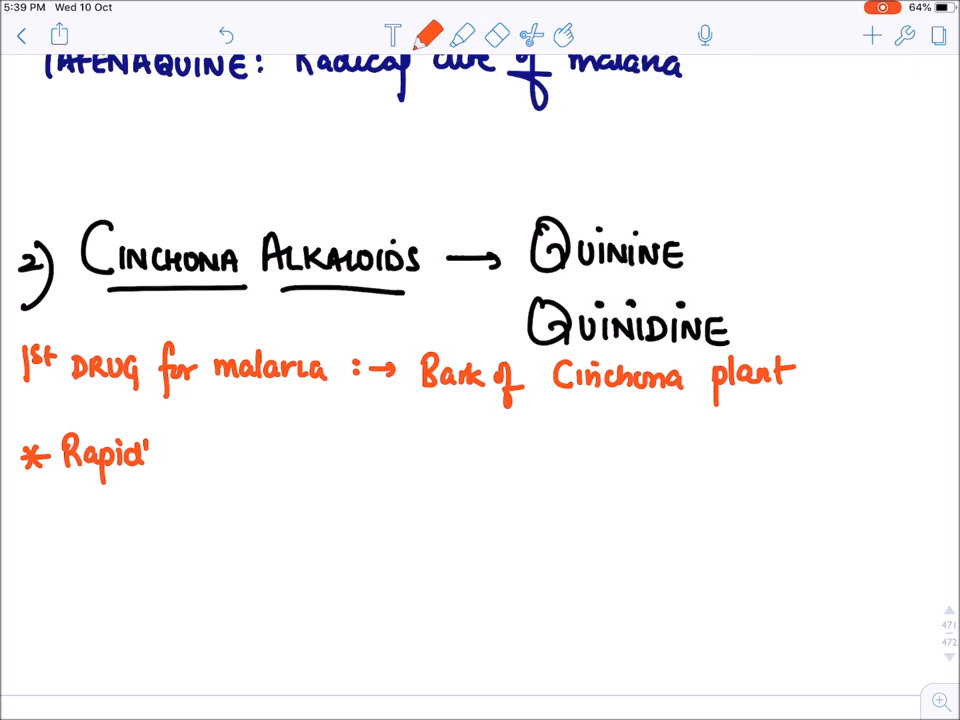 5:39 PM Wed 10 Oct
64%
TAFENAQUINE: Radical cure of malaria
2) CINCHONA ALKALOIDS → QUININE
QUINIDINE
1st DRUG for malaria :→ Bark of Cinchona plant
* Rapid
471
472